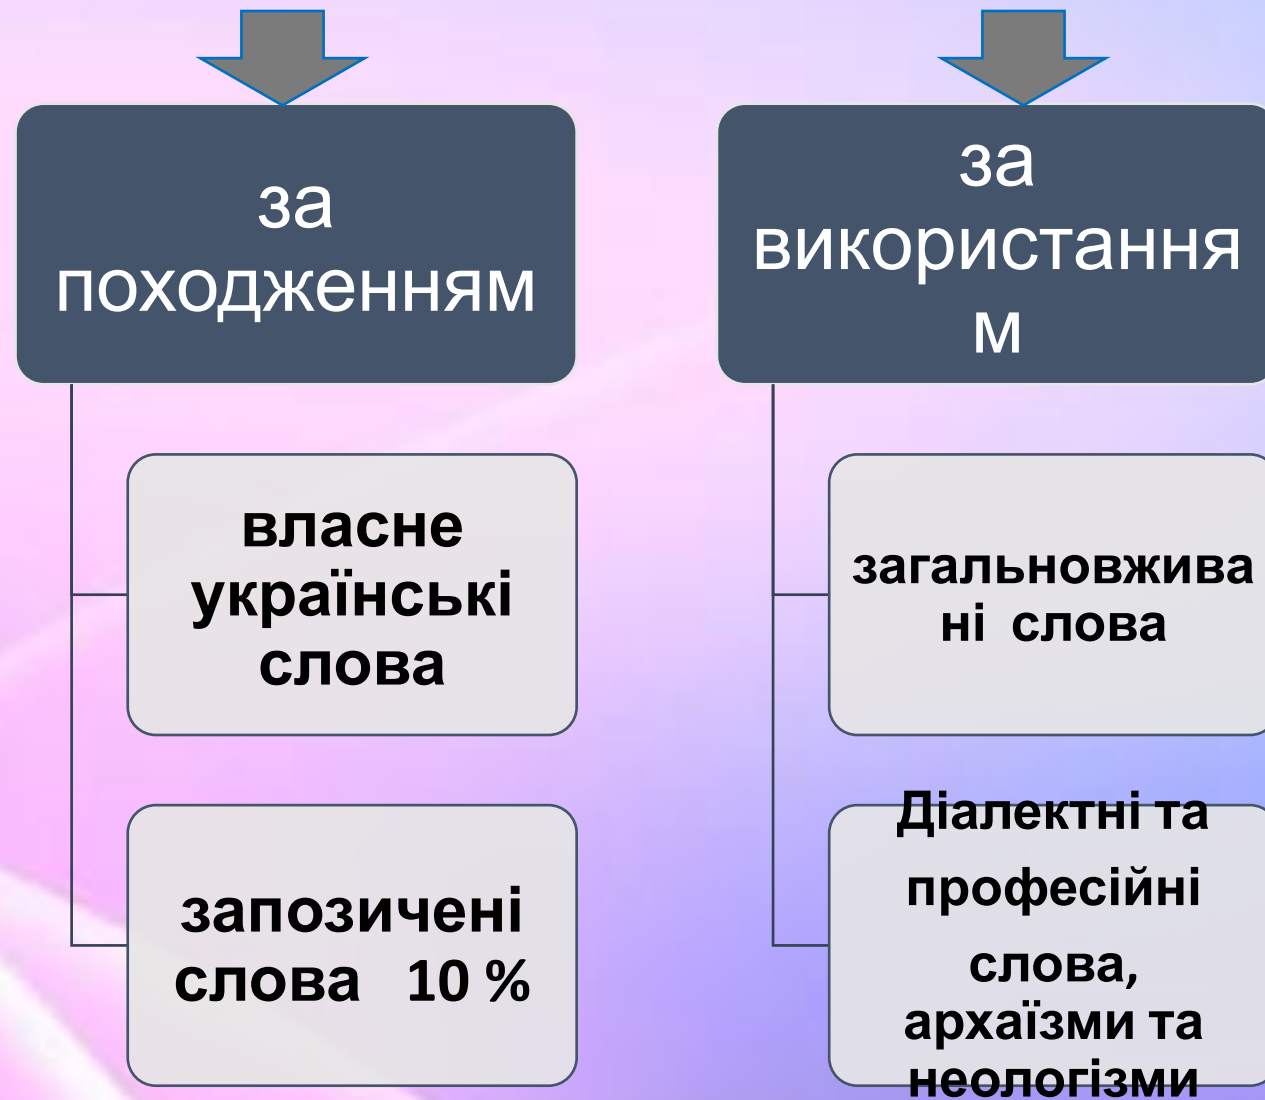 за
походженням
власне
українські
слова
запозичені
слова 10 %
за
використання
м
загальновжива
ні слова
Діалектні та
професійні
слова,
архаїзми та
неологізми